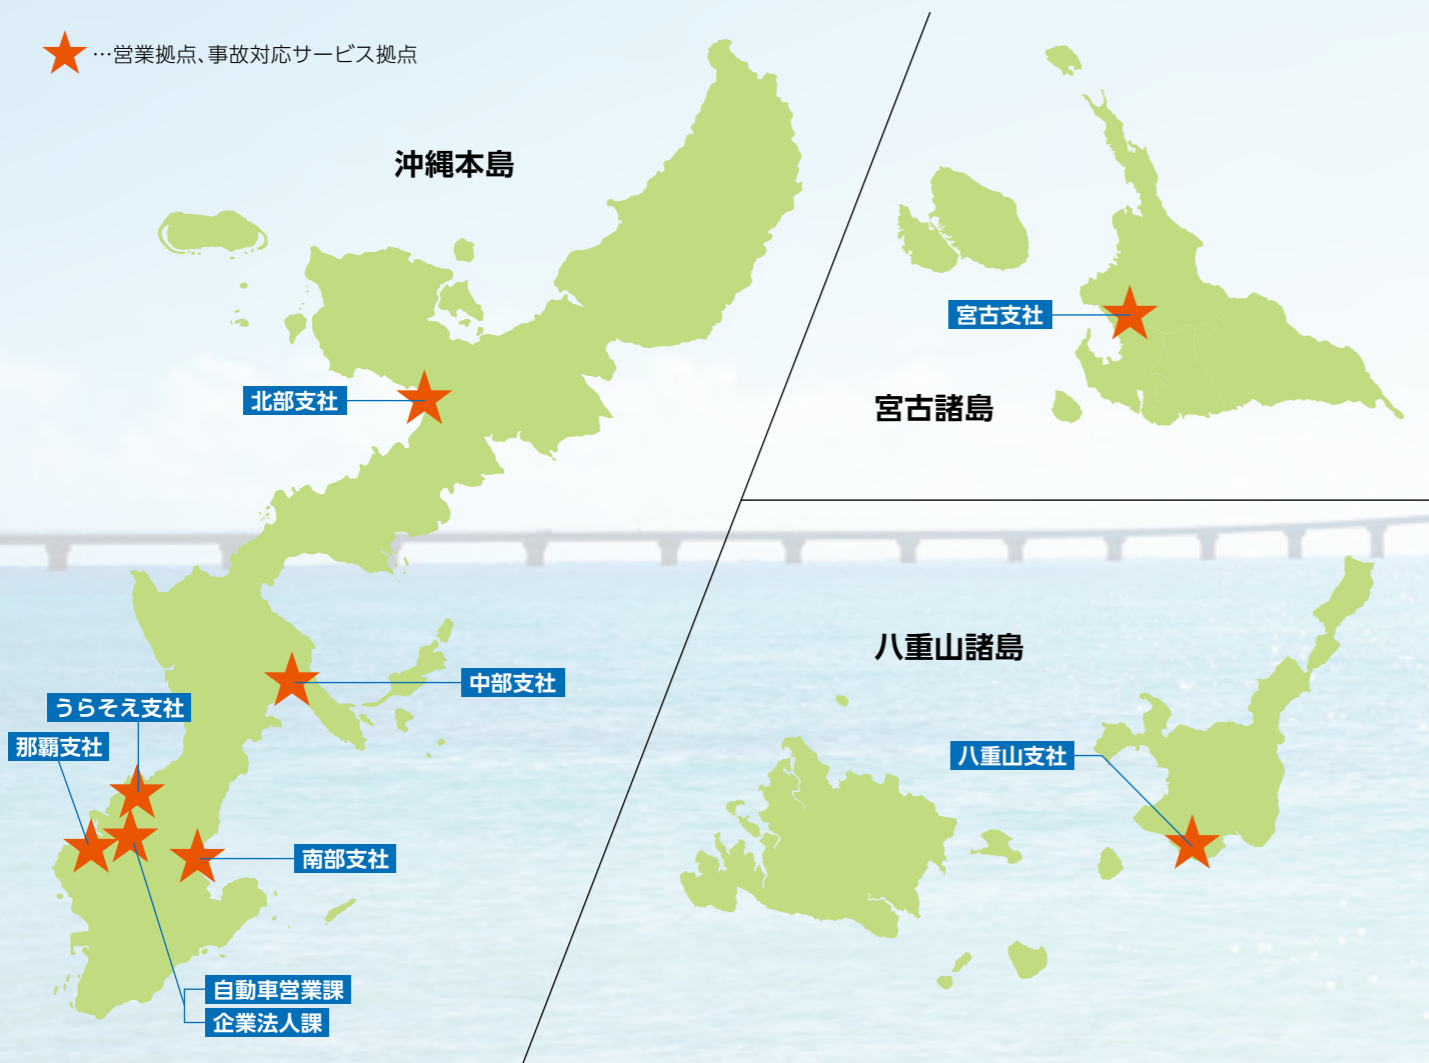 …営業拠点、事故対応サービス拠点
沖縄本島
北部支社
中部支社
うらそえ支社
那覇支社
南部支社
自動車営業課
企業法人課
宮古支社
宮古諸島
八重山諸島
八重山支社